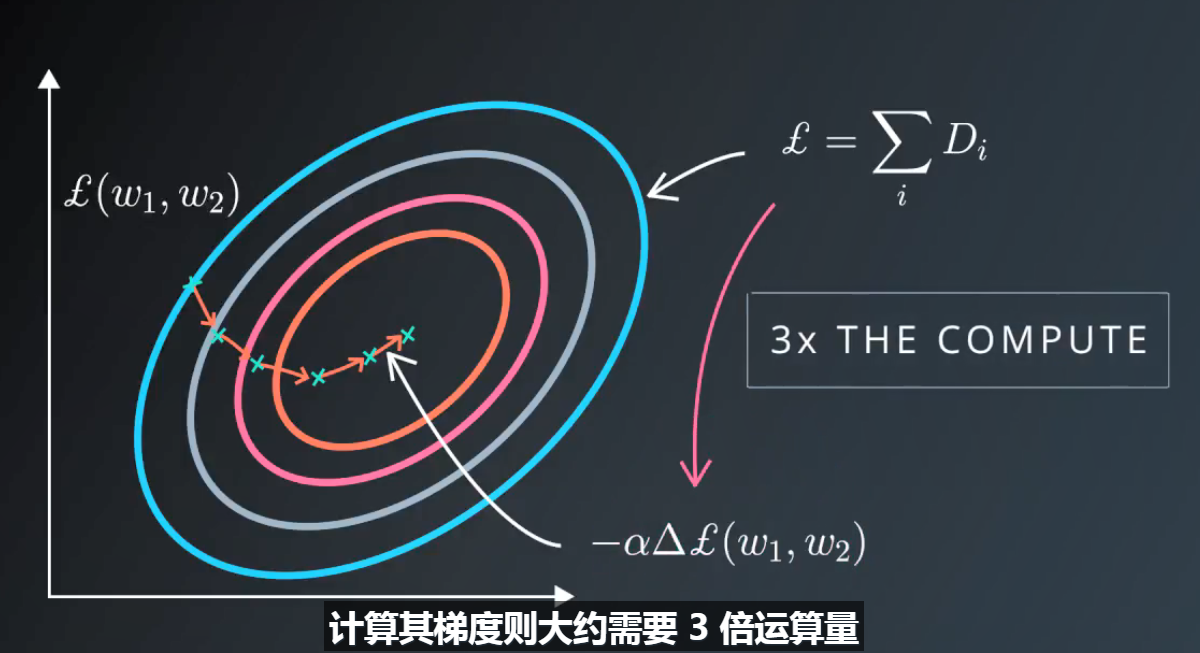 £(w₁, w₂)
£ = ∑ᵢ Dᵢ
3x THE COMPUTE
−αΔ£(w₁, w₂)
计算其梯度则大约需要 3 倍运算量